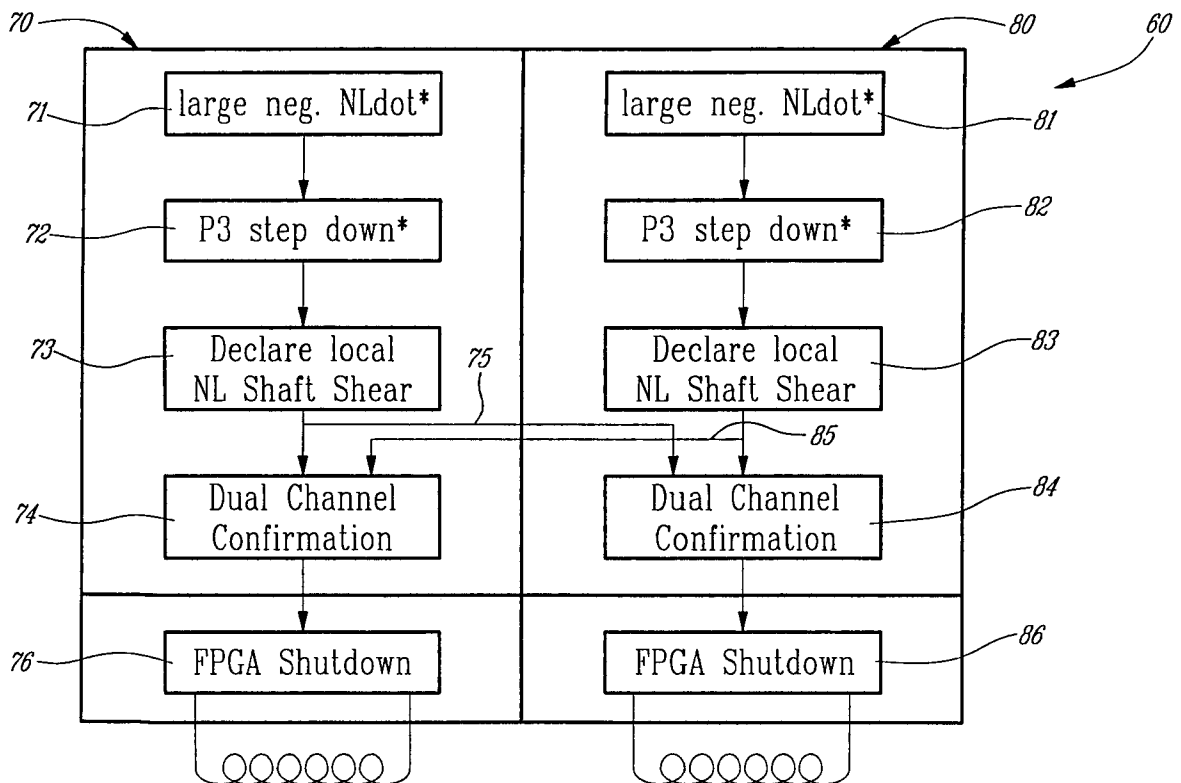 70
80
60
large neg. NLdot*
large neg. NLdot*
71
81
P3 step down*
P3 step down*
72
82
73
Declare local
NL Shaft Shear
75
Declare local
NL Shaft Shear
83
85
74
Dual Channel
Confirmation
Dual Channel
Confirmation
84
76
FPGA Shutdown
FPGA Shutdown
86